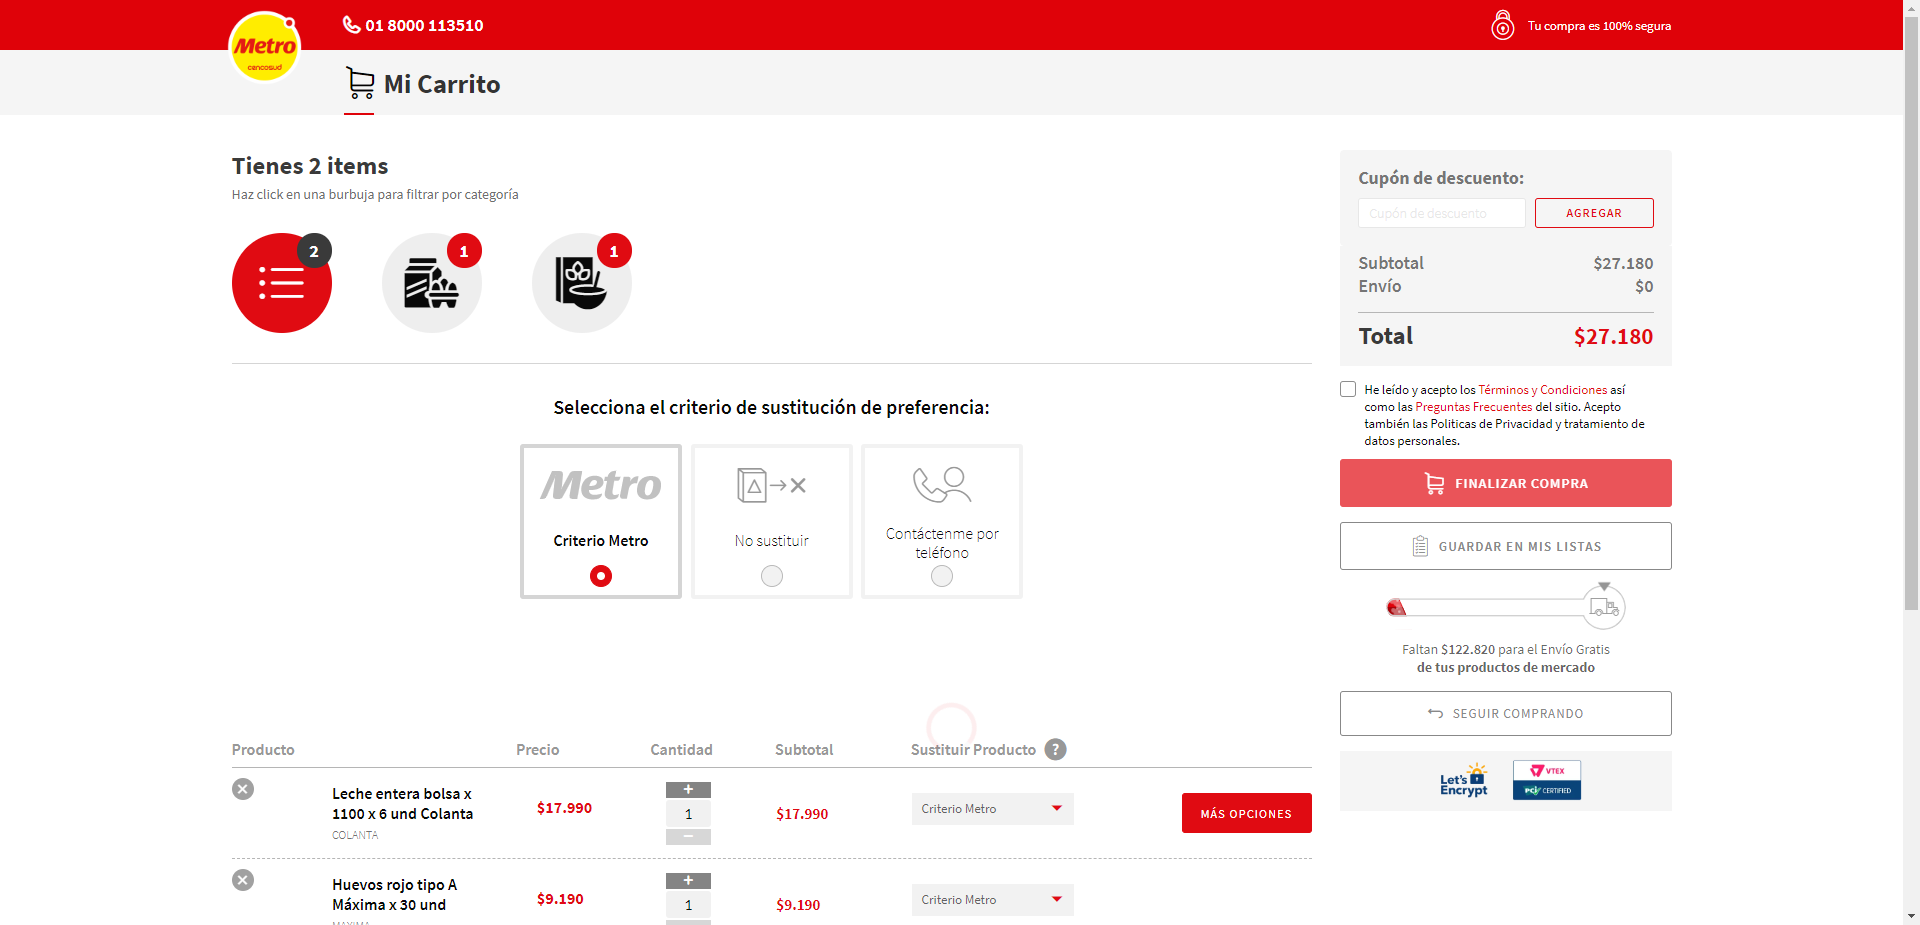 Metro
cencosud
01 8000 113510
Tu compra es 100% segura
Mi Carrito
Tienes 2 items
Haz click en una burbuja para filtrar por categoría
2
1
1
Selecciona el criterio de sustitución de preferencia:
Metro
Criterio Metro
No sustituir
Contáctenme por
teléfono
Producto
Precio
Cantidad
Subtotal
Sustituir Producto ?
Leche entera bolsa x
1100 x 6 und Colanta
COLANTA
$17.990
+
1
−
$17.990
Criterio Metro
MÁS OPCIONES
Huevos rojo tipo A
Máxima x 30 und
$9.190
+
1
$9.190
Criterio Metro
Cupón de descuento:
Cupón de descuento
AGREGAR
Subtotal $27.180
Envío $0
Total $27.180
He leído y acepto los Términos y Condiciones así
como las Preguntas Frecuentes del sitio. Acepto
también las Politicas de Privacidad y tratamiento de
datos personales.
FINALIZAR COMPRA
GUARDAR EN MIS LISTAS
Faltan $122.820 para el Envío Gratis
de tus productos de mercado
SEGUIR COMPRANDO
Let's
Encrypt
VTEX
PCI CERTIFIED